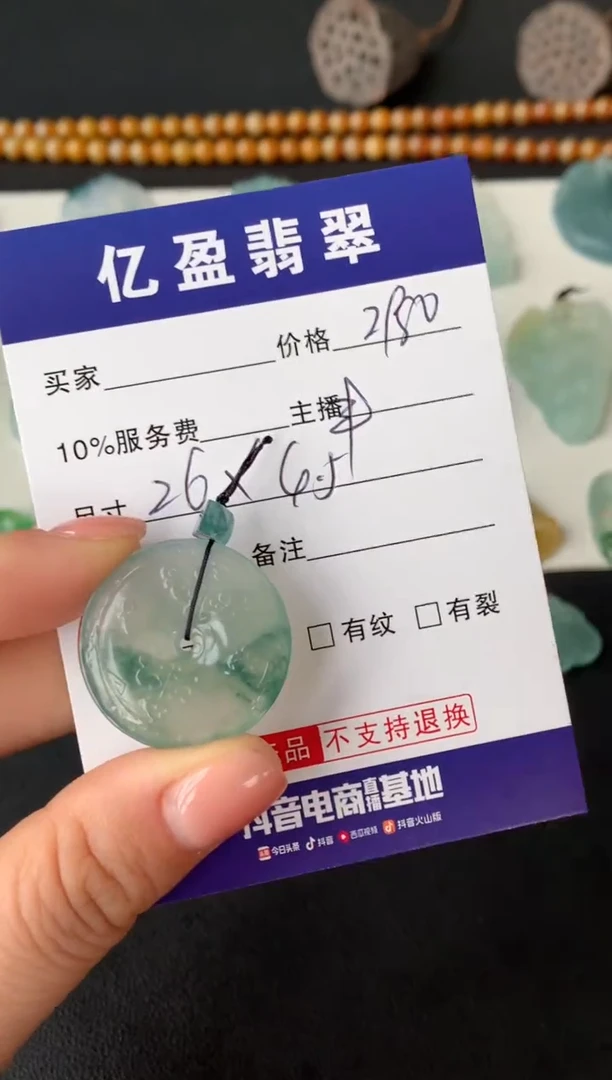 亿盈翡翠
买家 价格
10%服务费 主播
尺寸 26×6.5
备注
□有纹 □有裂
品 不支持退换
抖音电商直播基地
今日头条 抖音 西瓜视频 抖音火山版